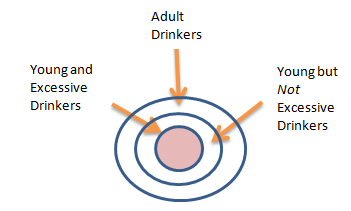 Adult
Drinkers
Young and
Excessive
Drinkers
Young but
Not
Excessive
Drinkers